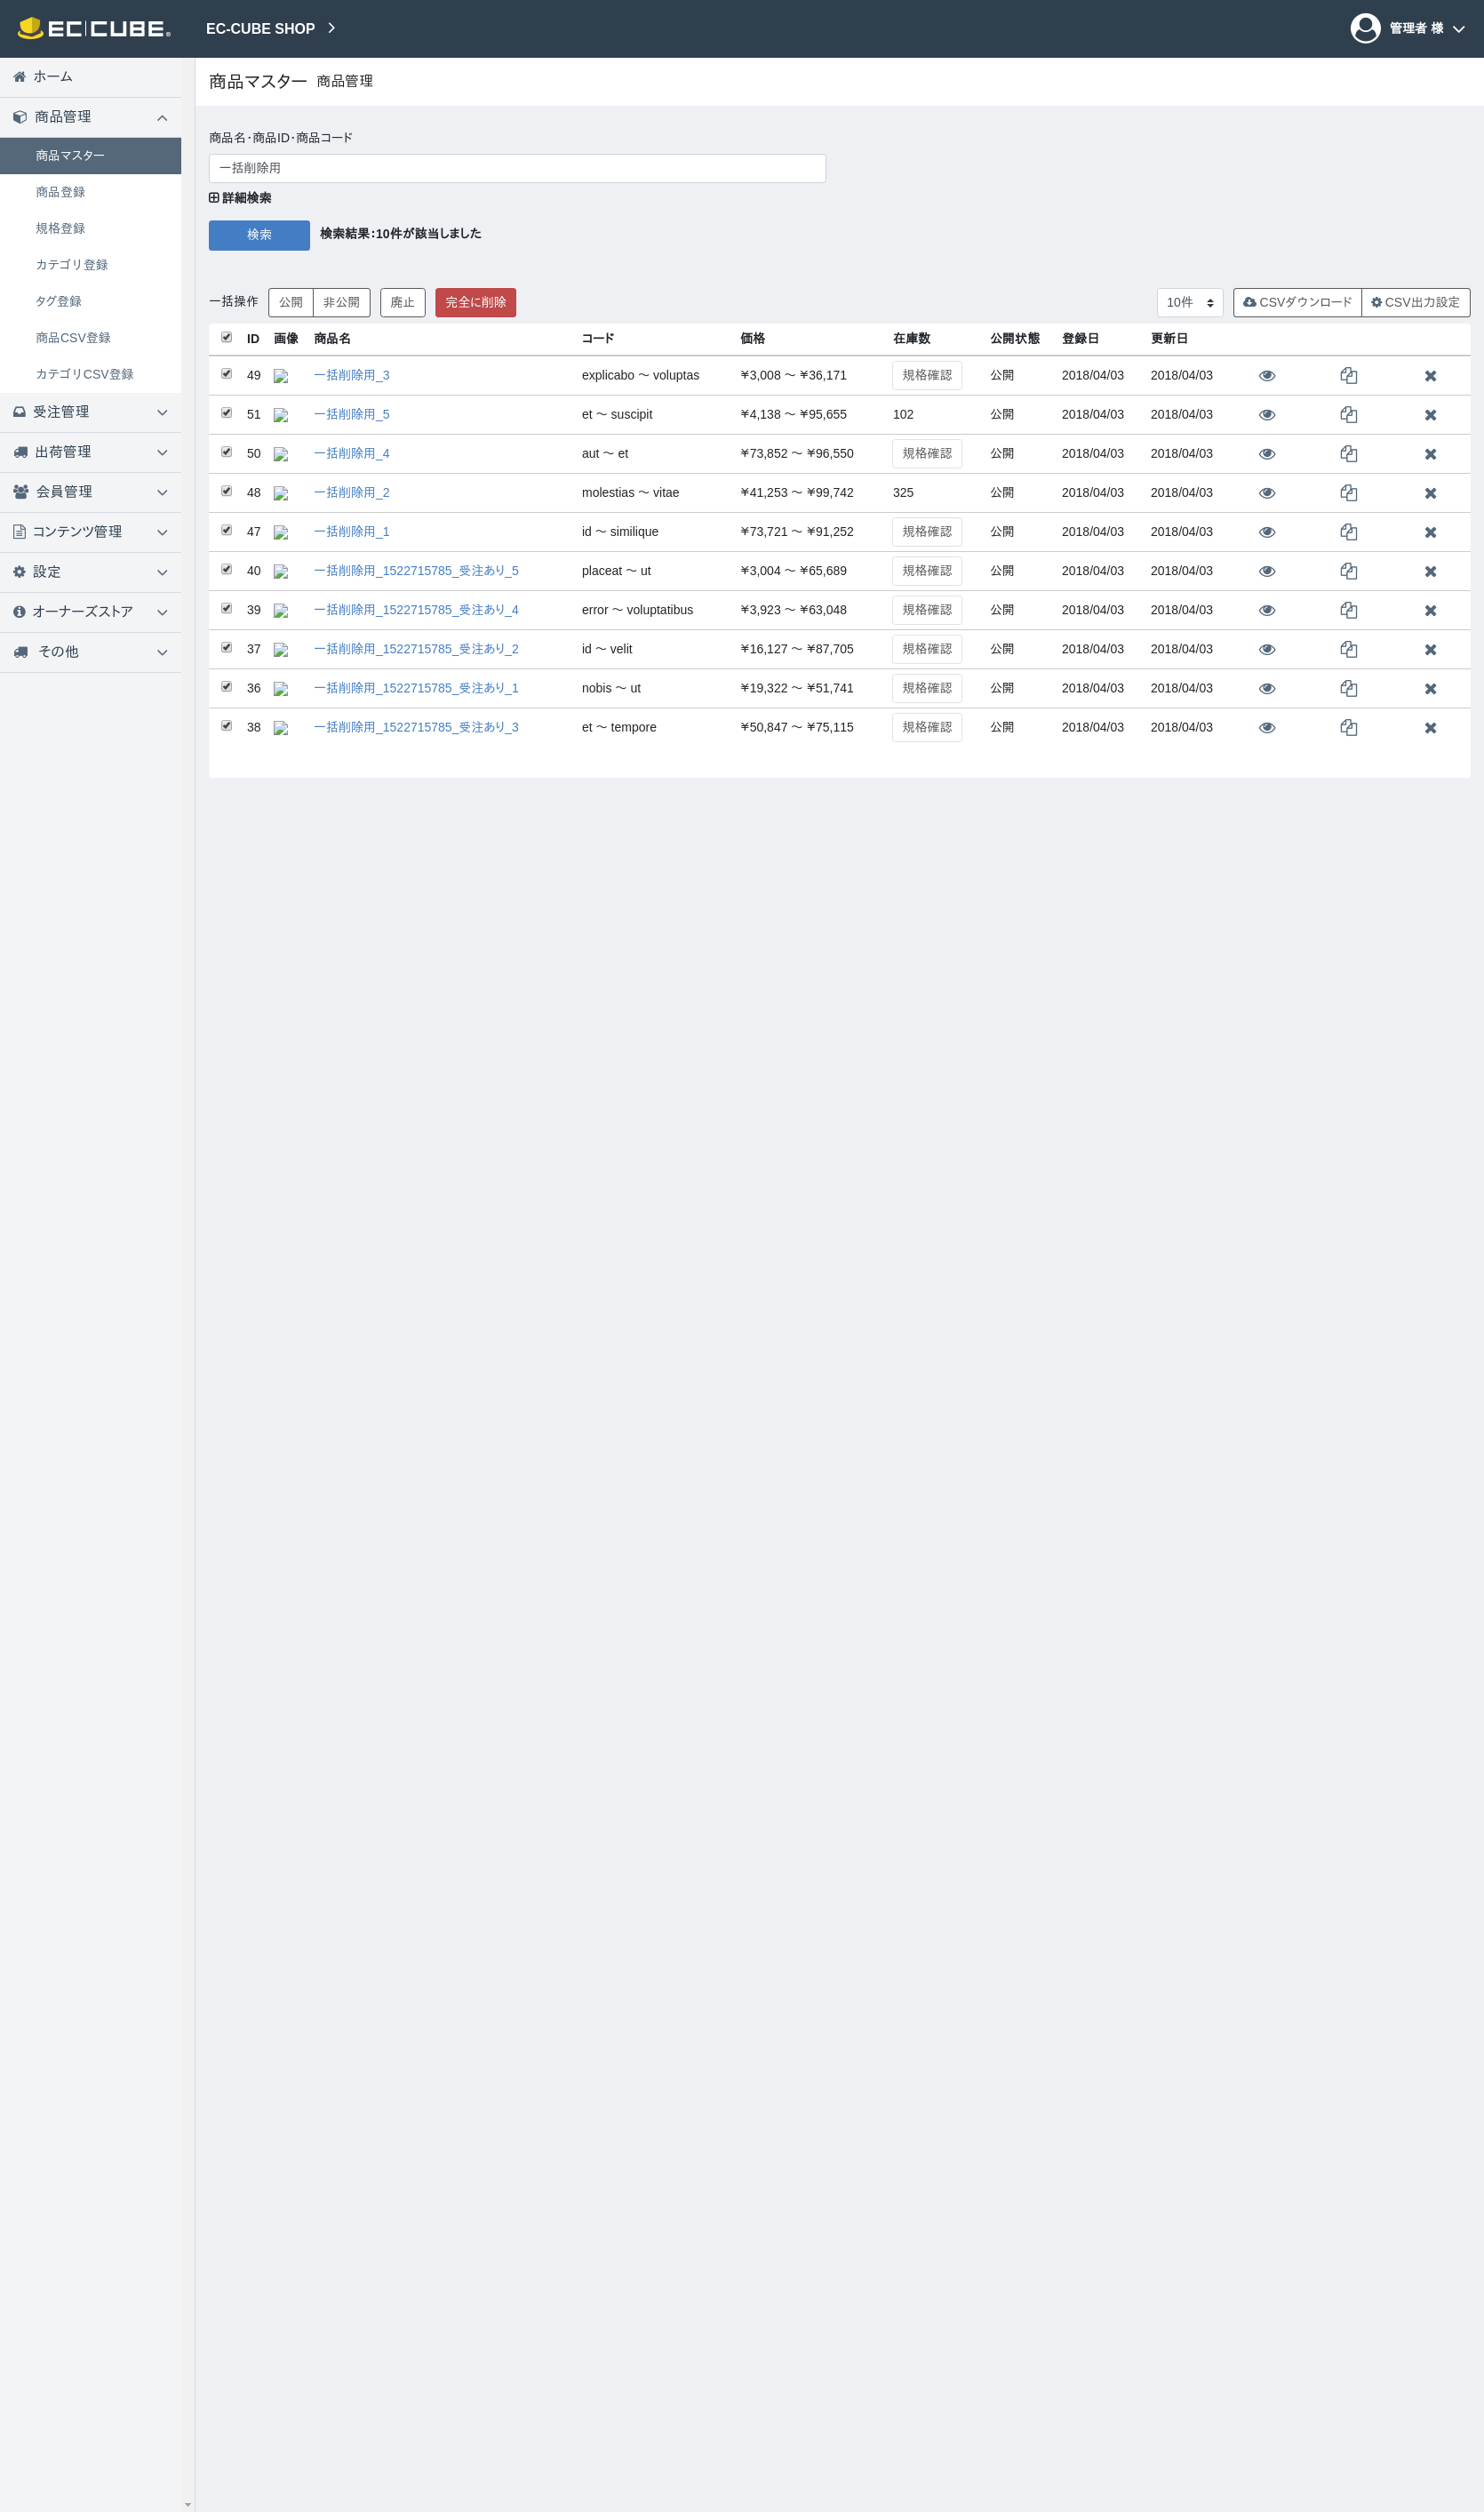 EC CUBE®
EC-CUBE SHOP
管理者 様
ホーム
商品管理
商品マスター
商品登録
規格登録
カテゴリ登録
タグ登録
商品CSV登録
カテゴリCSV登録
受注管理
出荷管理
会員管理
コンテンツ管理
設定
オーナーズストア
その他
商品マスター 商品管理
商品名・商品ID・商品コード
一括削除用
詳細検索
検索 検索結果：10件が該当しました
一括操作 公開 非公開 廃止 完全に削除 10件 CSVダウンロード CSV出力設定
ID 画像 商品名 コード 価格 在庫数 公開状態 登録日 更新日
49 一括削除用_3 explicabo ～ voluptas ¥3,008 ～ ¥36,171 規格確認 公開 2018/04/03 2018/04/03
51 一括削除用_5 et ～ suscipit ¥4,138 ～ ¥95,655 102 公開 2018/04/03 2018/04/03
50 一括削除用_4 aut ～ et ¥73,852 ～ ¥96,550 規格確認 公開 2018/04/03 2018/04/03
48 一括削除用_2 molestias ～ vitae ¥41,253 ～ ¥99,742 325 公開 2018/04/03 2018/04/03
47 一括削除用_1 id ～ similique ¥73,721 ～ ¥91,252 規格確認 公開 2018/04/03 2018/04/03
40 一括削除用_1522715785_受注あり_5 placeat ～ ut ¥3,004 ～ ¥65,689 規格確認 公開 2018/04/03 2018/04/03
39 一括削除用_1522715785_受注あり_4 error ～ voluptatibus ¥3,923 ～ ¥63,048 規格確認 公開 2018/04/03 2018/04/03
37 一括削除用_1522715785_受注あり_2 id ～ velit ¥16,127 ～ ¥87,705 規格確認 公開 2018/04/03 2018/04/03
36 一括削除用_1522715785_受注あり_1 nobis ～ ut ¥19,322 ～ ¥51,741 規格確認 公開 2018/04/03 2018/04/03
38 一括削除用_1522715785_受注あり_3 et ～ tempore ¥50,847 ～ ¥75,115 規格確認 公開 2018/04/03 2018/04/03